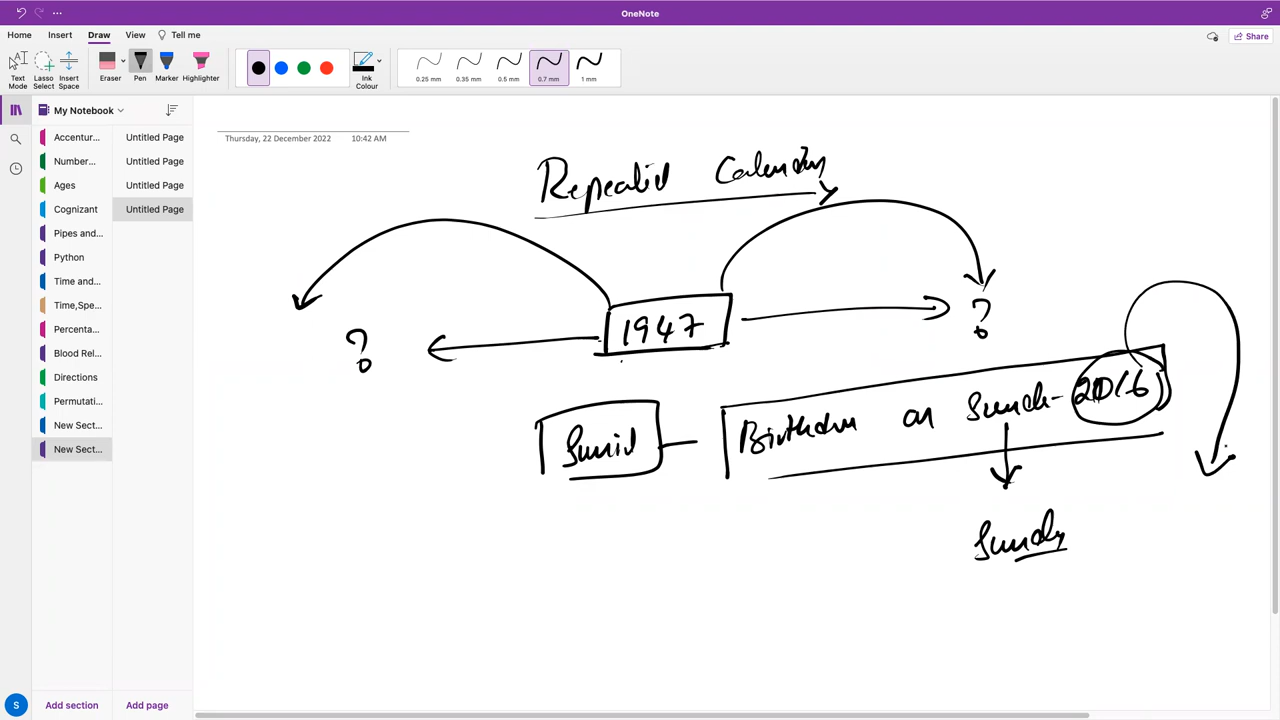 OneNote
Home Insert Draw View Tell me
Share
Text Mode
Lasso Select
Insert Space
Eraser
Pen
Marker
Highlighter
Ink Colour
0.25 mm
0.35 mm
0.5 mm
0.7 mm
1 mm
My Notebook
Accentur...
Number...
Ages
Cognizant
Pipes and...
Python
Time and...
Time,Spe...
Percenta...
Blood Rel...
Directions
Permutati...
New Sect...
New Sect...
Untitled Page
Untitled Page
Untitled Page
Untitled Page
Thursday, 22 December 2022 10:42 AM
Calendar
1947
?
?
Birthday on Sunda- 2016
Sunday
S
Add section
Add page